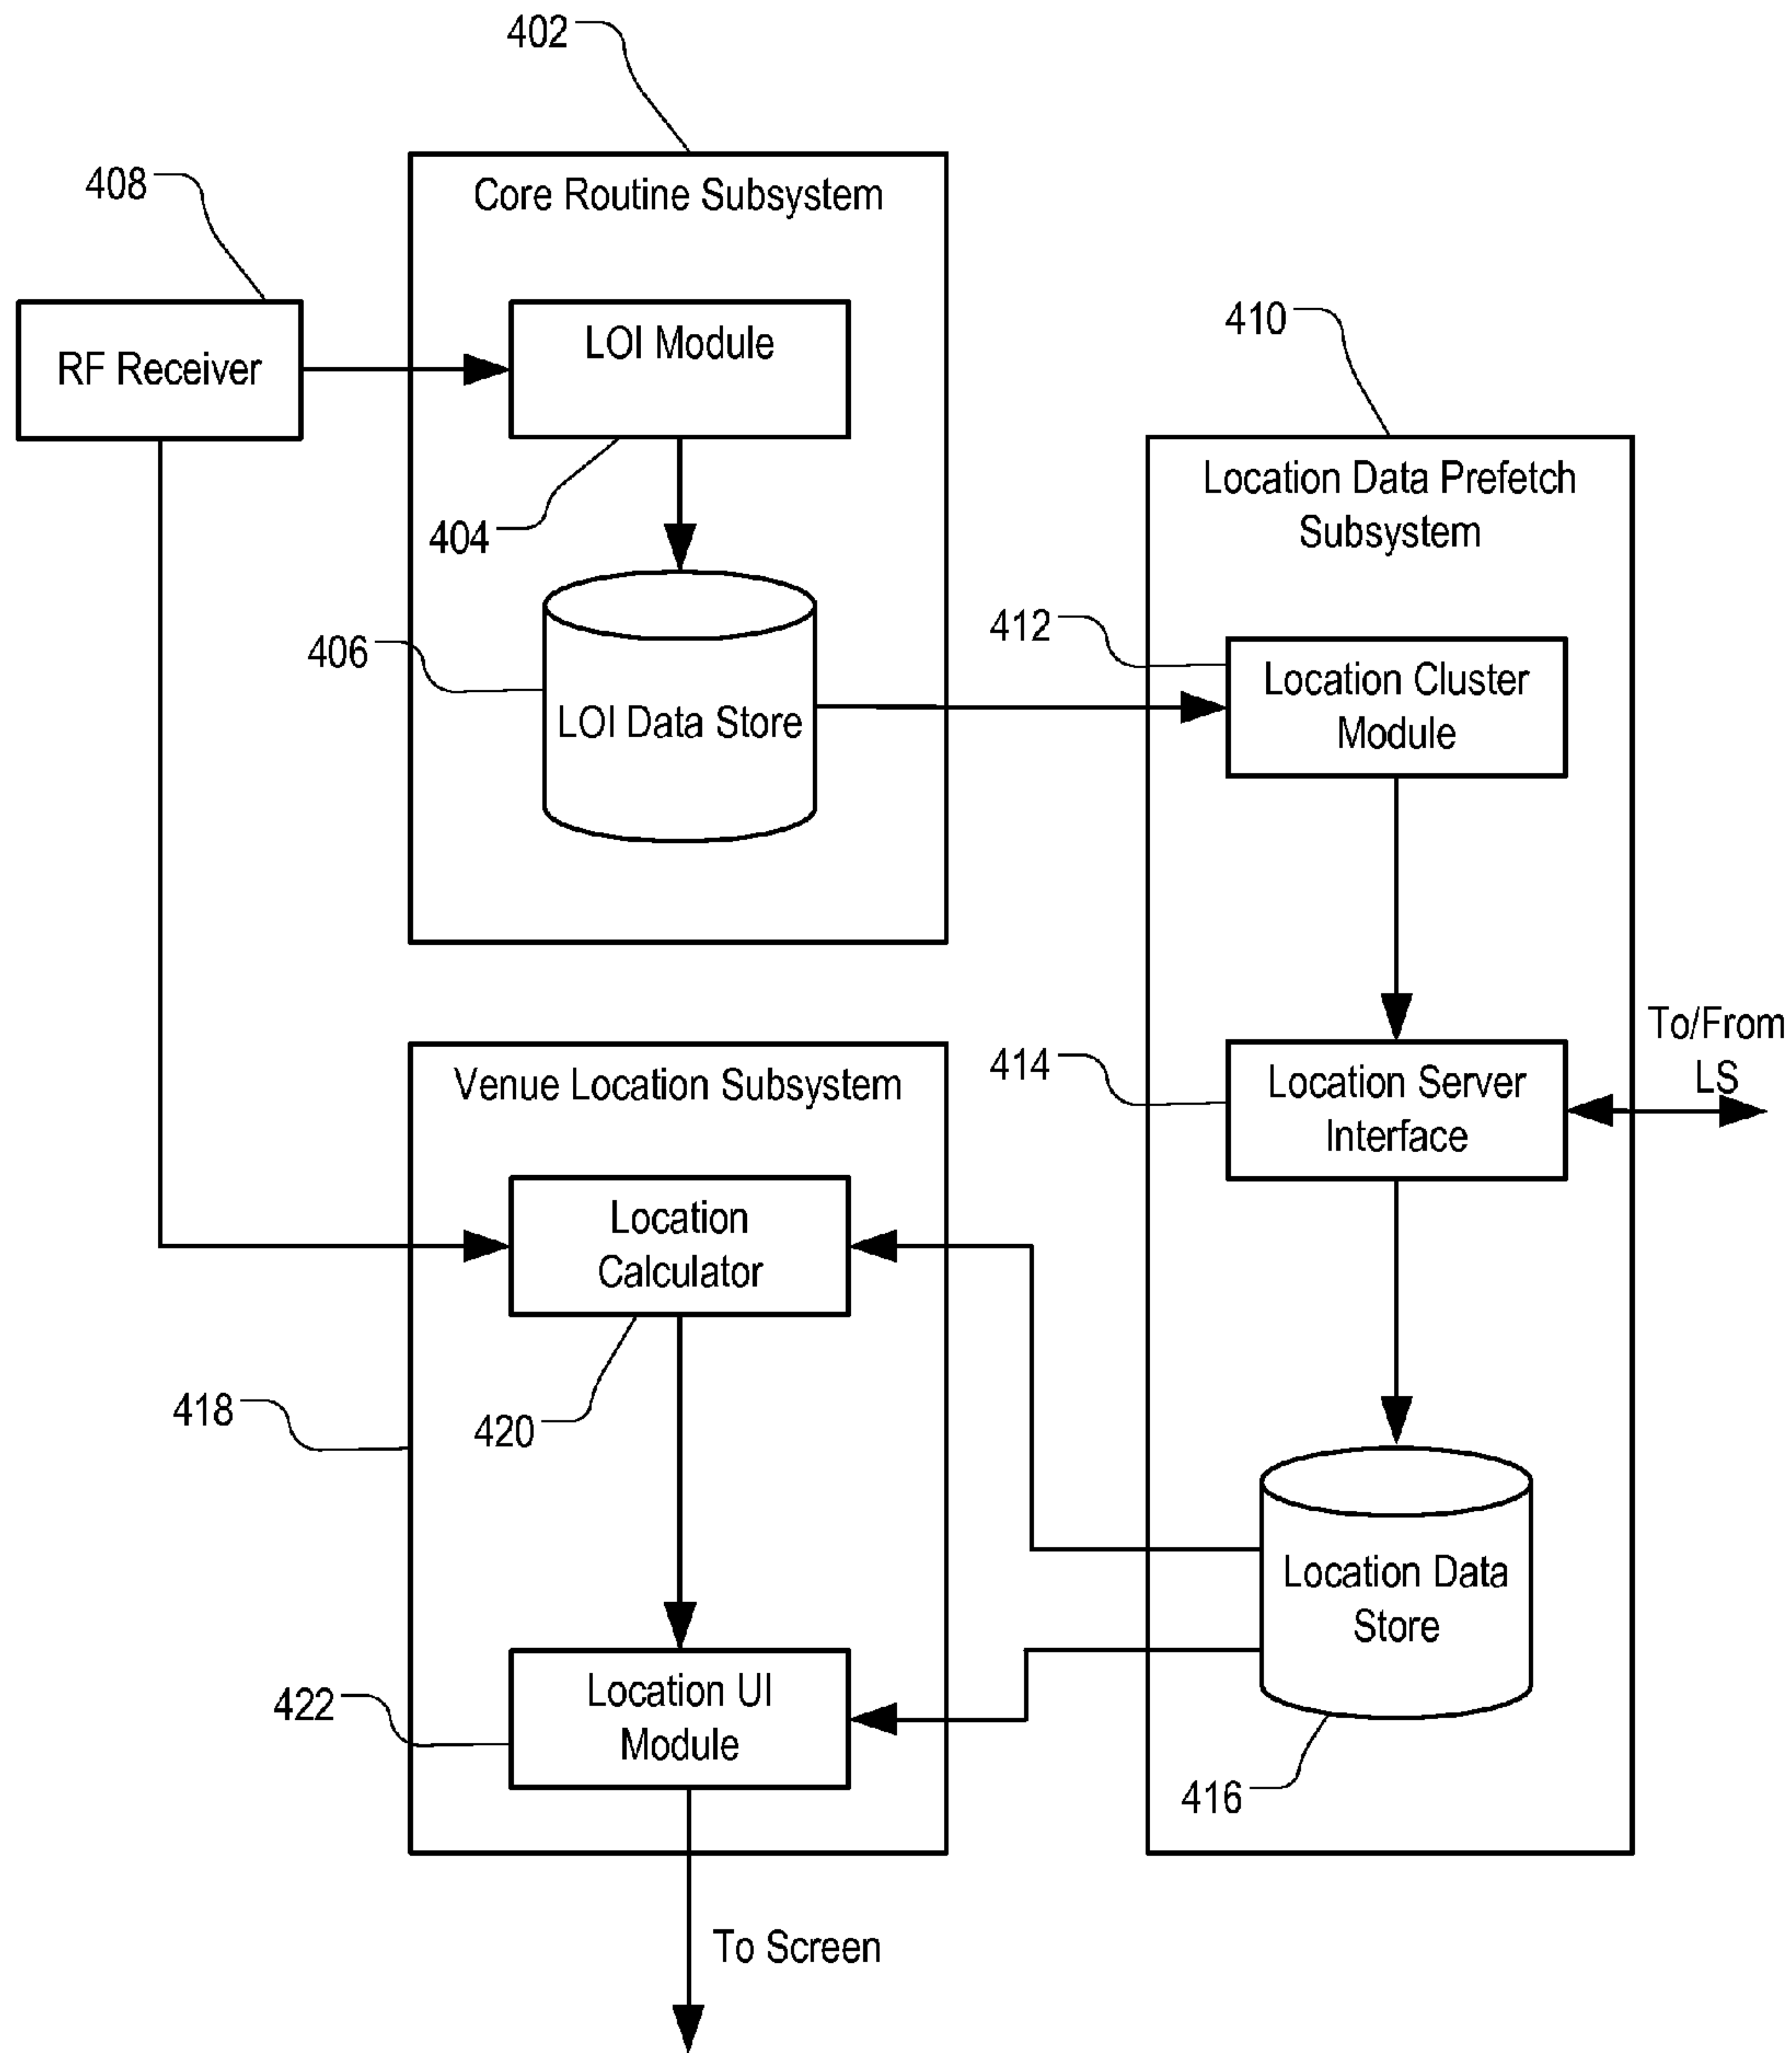 402
408
Core Routine Subsystem
RF Receiver
LOI Module
410
404
Location Data Prefetch
Subsystem
406
412
LOI Data Store
Location Cluster
Module
To/From
LS
414
Venue Location Subsystem
Location Server
Interface
Location
Calculator
418
420
Location Data
Store
422
Location UI
Module
416
To Screen